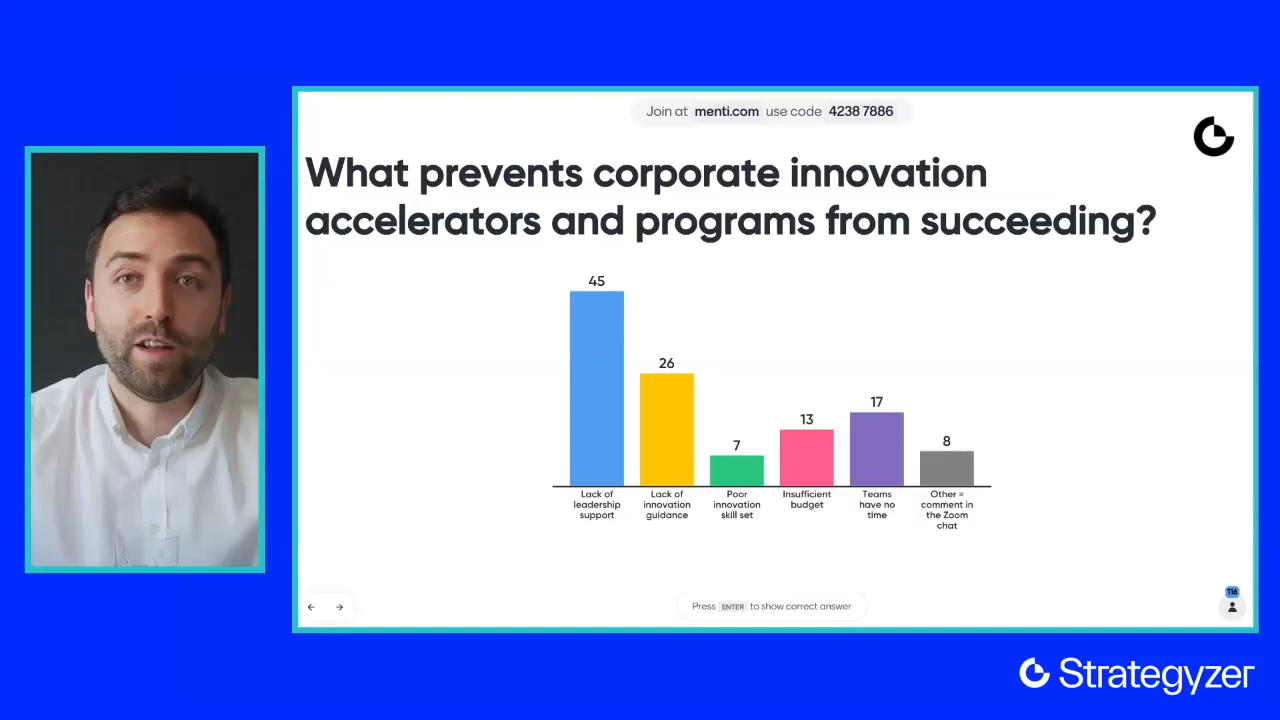 Join at menti.com use code 4238 7886
What prevents corporate innovation
accelerators and programs from succeeding?
45
26
7
13
17
8
Lack of
leadership
support
Lack of
innovation
guidance
Poor
innovation
skill set
Insufficient
budget
Teams
have no
time
Other =
comment in
the Zoom
chat
Press ENTER to show correct answer
116
Strategyzer